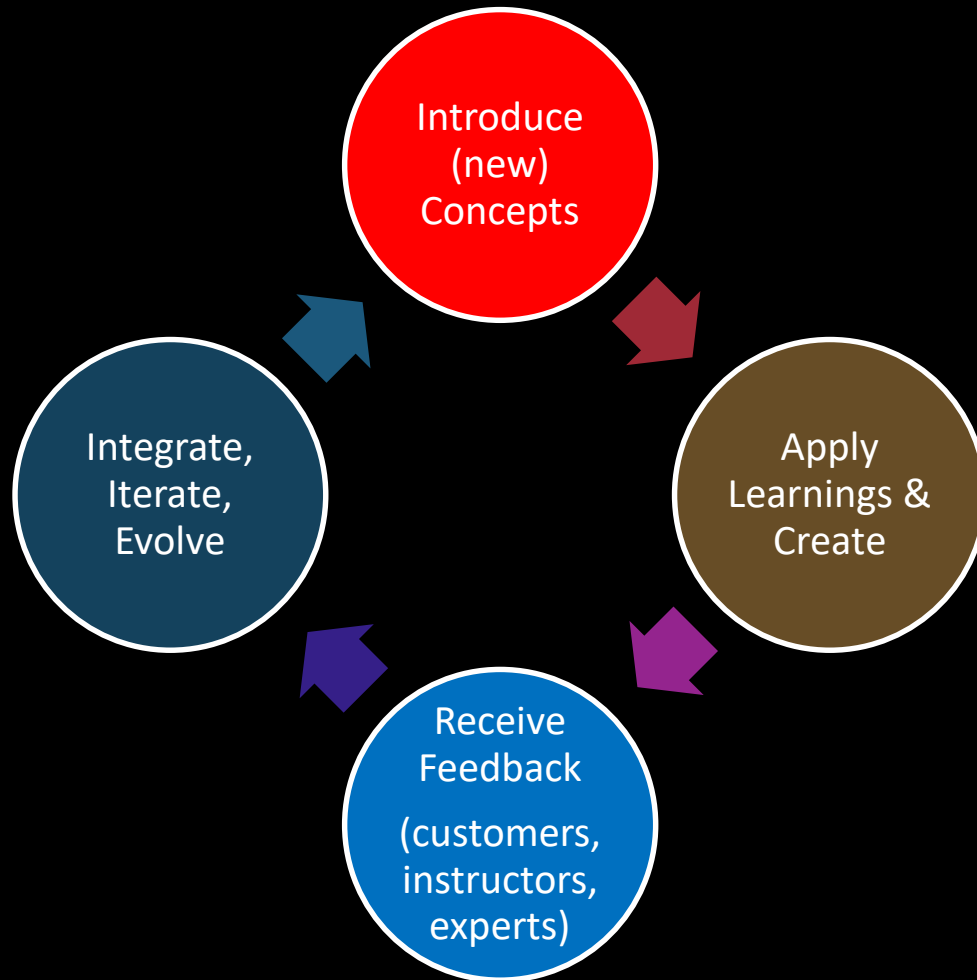 Introduce
(new)
Concepts
Apply
Learnings &
Create
Receive
Feedback
(customers,
instructors,
experts)
Integrate,
Iterate,
Evolve